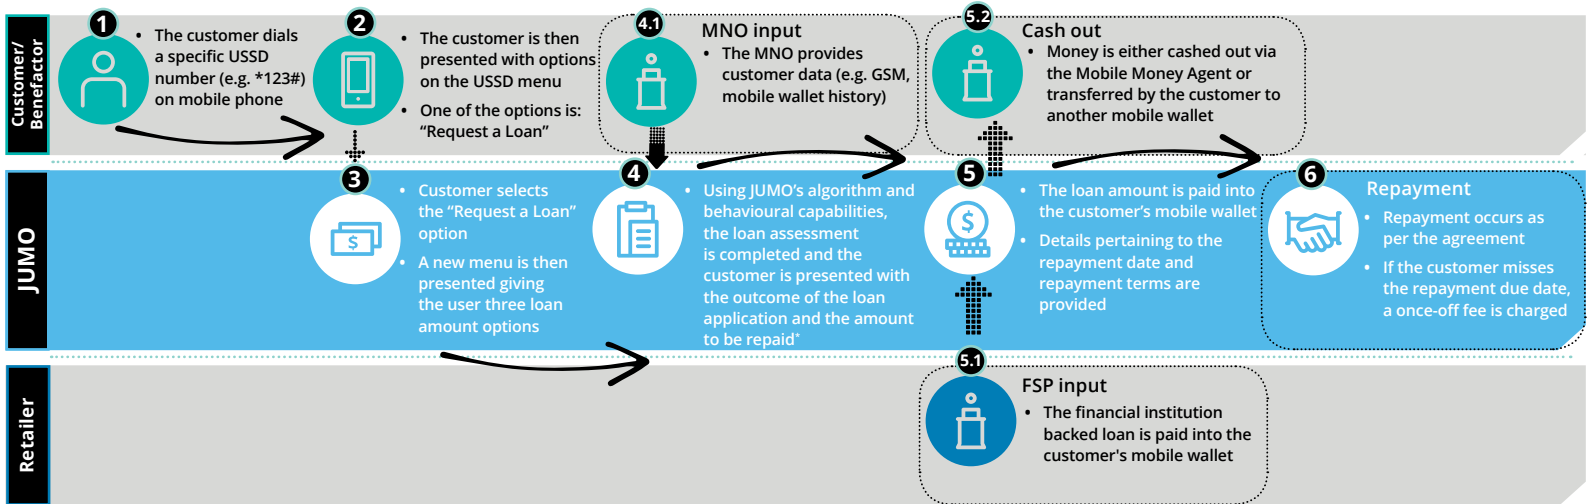 Customer/
Benefactor
1
• The customer dials
a specific USSD
number (e.g. *123#)
on mobile phone
2
• The customer is then
presented with options
on the USSD menu
• One of the options is:
“Request a Loan”
4.1
MNO input
• The MNO provides
customer data (e.g. GSM,
mobile wallet history)
5.2
Cash out
• Money is either cashed out via
the Mobile Money Agent or
transferred by the customer to
another mobile wallet
JUMO
3
$
• Customer selects
the “Request a Loan”
option
• A new menu is then
presented giving
the user three loan
amount options
4
• Using JUMO’s algorithm and
behavioural capabilities,
the loan assessment
is completed and the
customer is presented with
the outcome of the loan
application and the amount
to be repaid*
5
$
• The loan amount is paid into
the customer’s mobile wallet
• Details pertaining to the
repayment date and
repayment terms are
provided
6
Repayment
• Repayment occurs as
per the agreement
• If the customer misses
the repayment due date,
a once-off fee is charged
Retailer
5.1
FSP input
• The financial institution
backed loan is paid into the
customer's mobile wallet